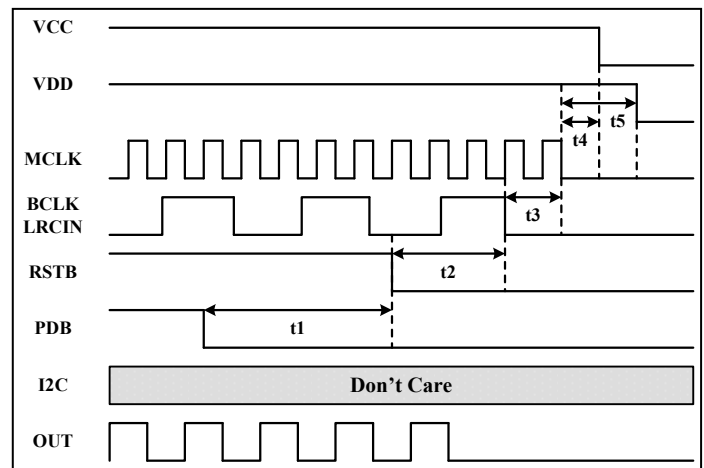 VCC
VDD
t5
t4
MCLK
BCLK
LRCIN
t3
RSTB
t2
PDB
t1
I2C
Don't Care
OUT